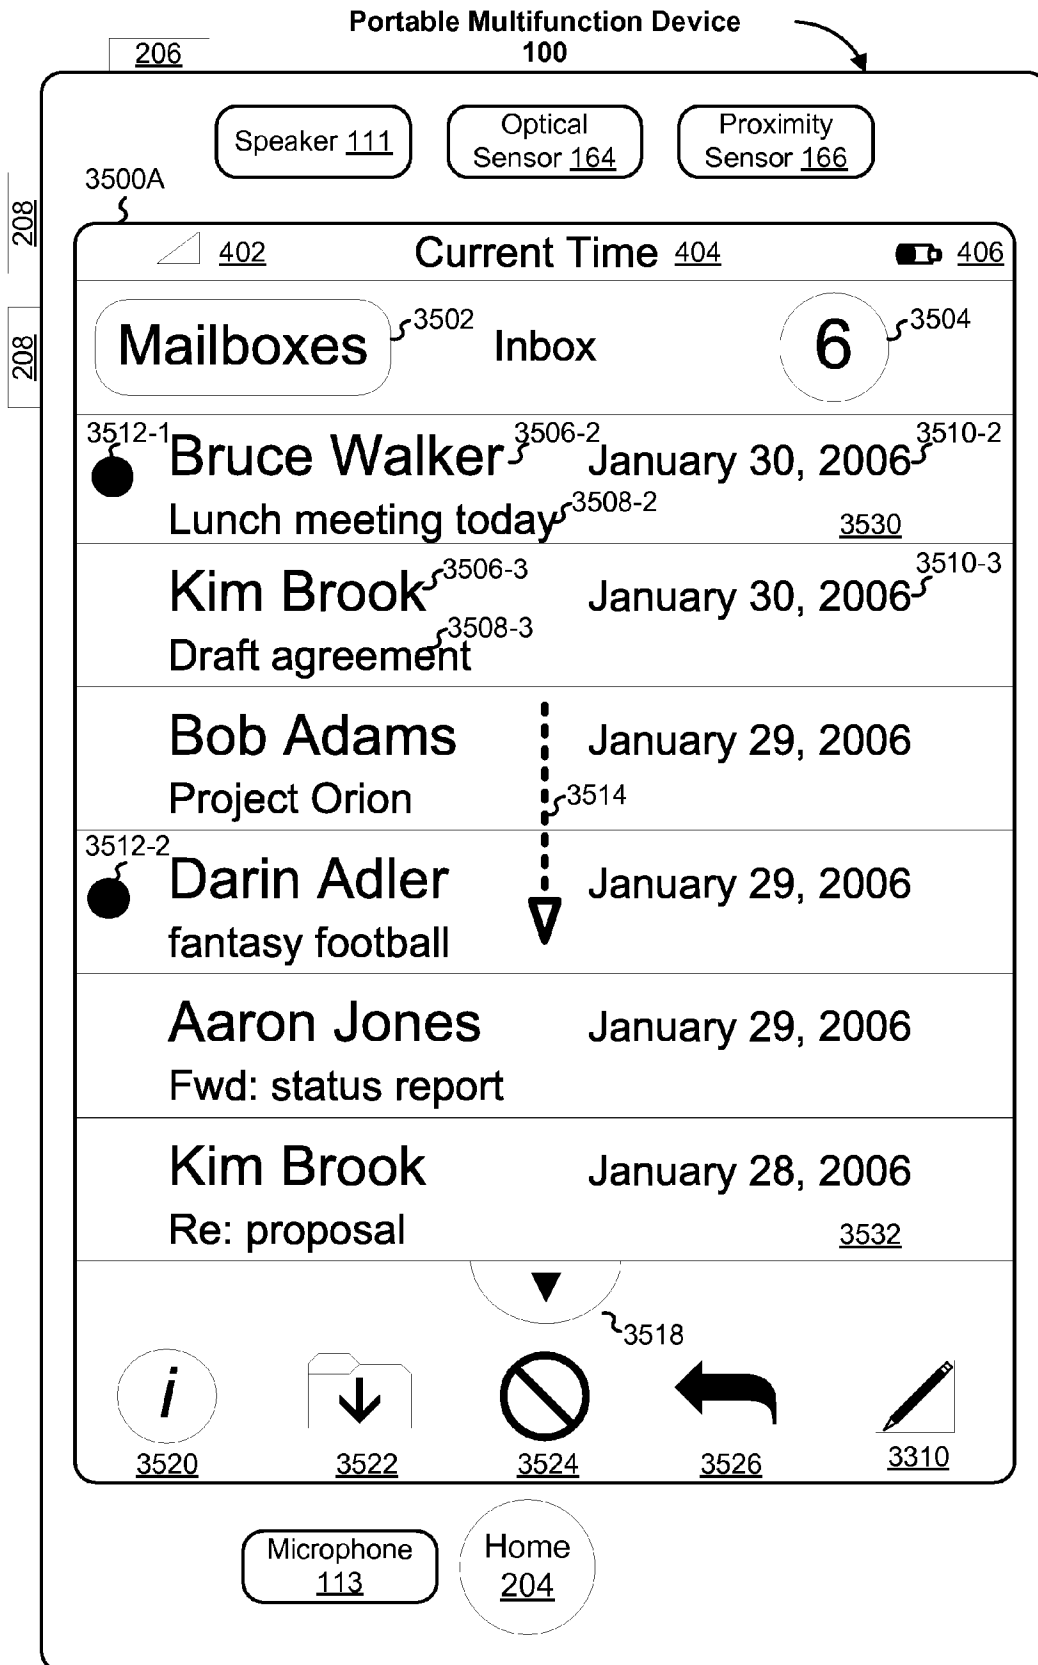 Portable Multifunction Device
100
206
Speaker 111
Optical
Sensor 164
Proximity
Sensor 166
3500A
208
402
Current Time 404
406
208
Mailboxes
3502
Inbox
6
3504
3512-1
Bruce Walker
3506-2
January 30, 2006
3510-2
Lunch meeting today
3508-2
3530
Kim Brook
3506-3
January 30, 2006
3510-3
Draft agreement
3508-3
Bob Adams
January 29, 2006
Project Orion
3514
3512-2
Darin Adler
January 29, 2006
fantasy football
Aaron Jones
January 29, 2006
Fwd: status report
Kim Brook
January 28, 2006
Re: proposal
3532
3518
i
3520
3522
3524
3526
3310
Microphone
113
Home
204